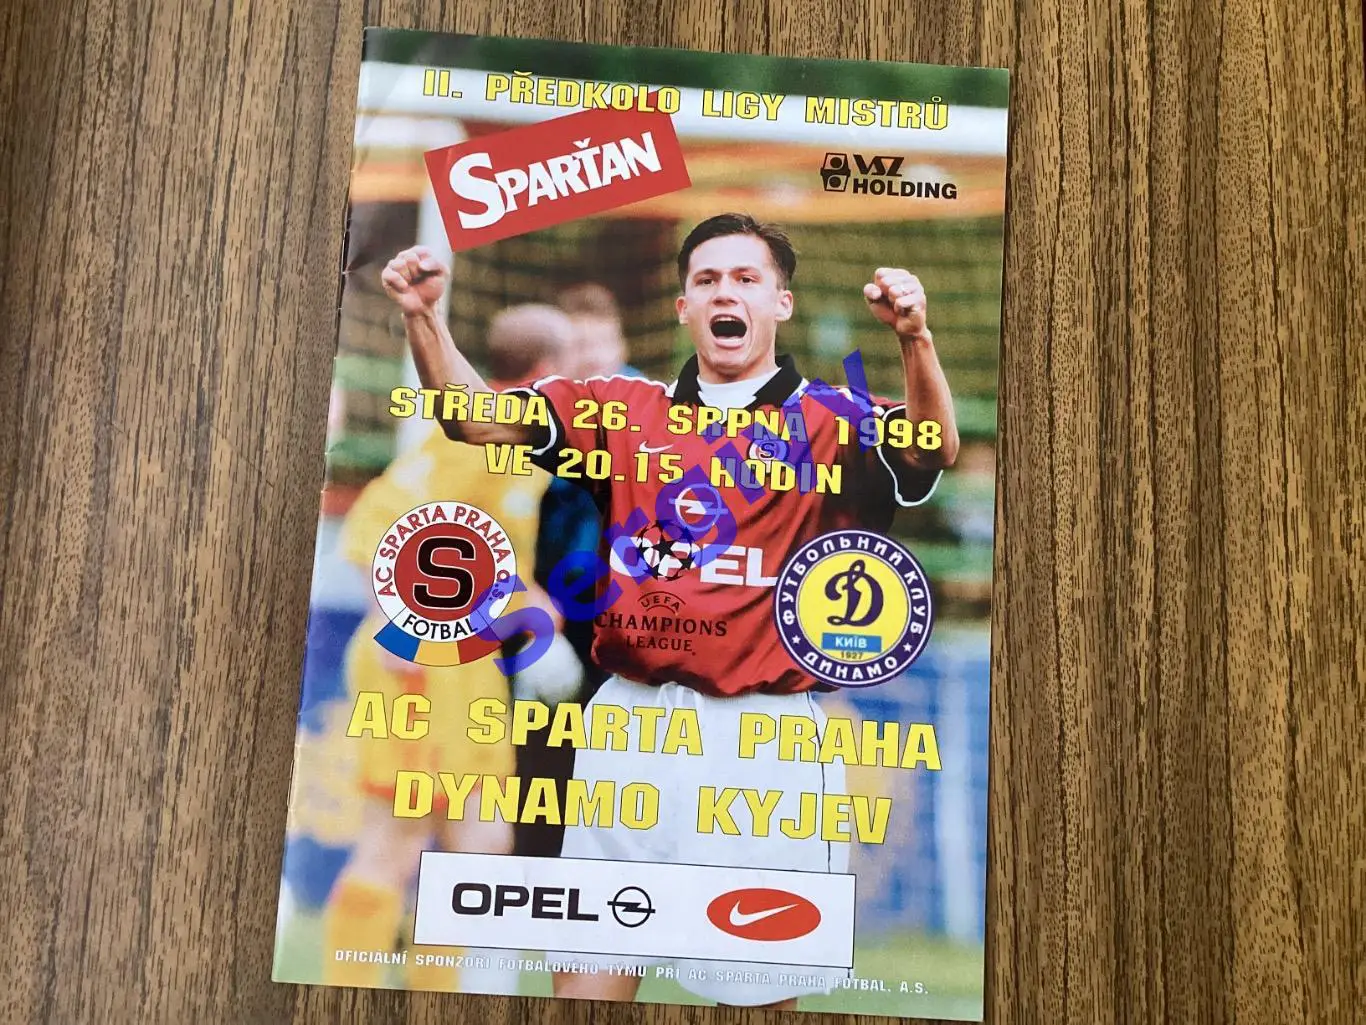 II. PŘEDKOLO LIGY MISTRŮ
SPARŤAN
VSZ
HOLDING
STŘEDA 26. SRPNA 1998
VE 20.15 HODIN
AC SPARTA PRAHA o.s.
S
FOTBAL
OPEL
UEFA
CHAMPIONS
LEAGUE
ФУТБОЛЬНИЙ КЛУБ
Д
КИЇВ
1927
ДИНАМО
AC SPARTA PRAHA
DYNAMO KYJEV
OPEL
OFICIÁLNÍ SPONZOŘI FOTBALOVÉHO TÝMU PŘI AC SPARTA PRAHA FOTBAL, A.S.